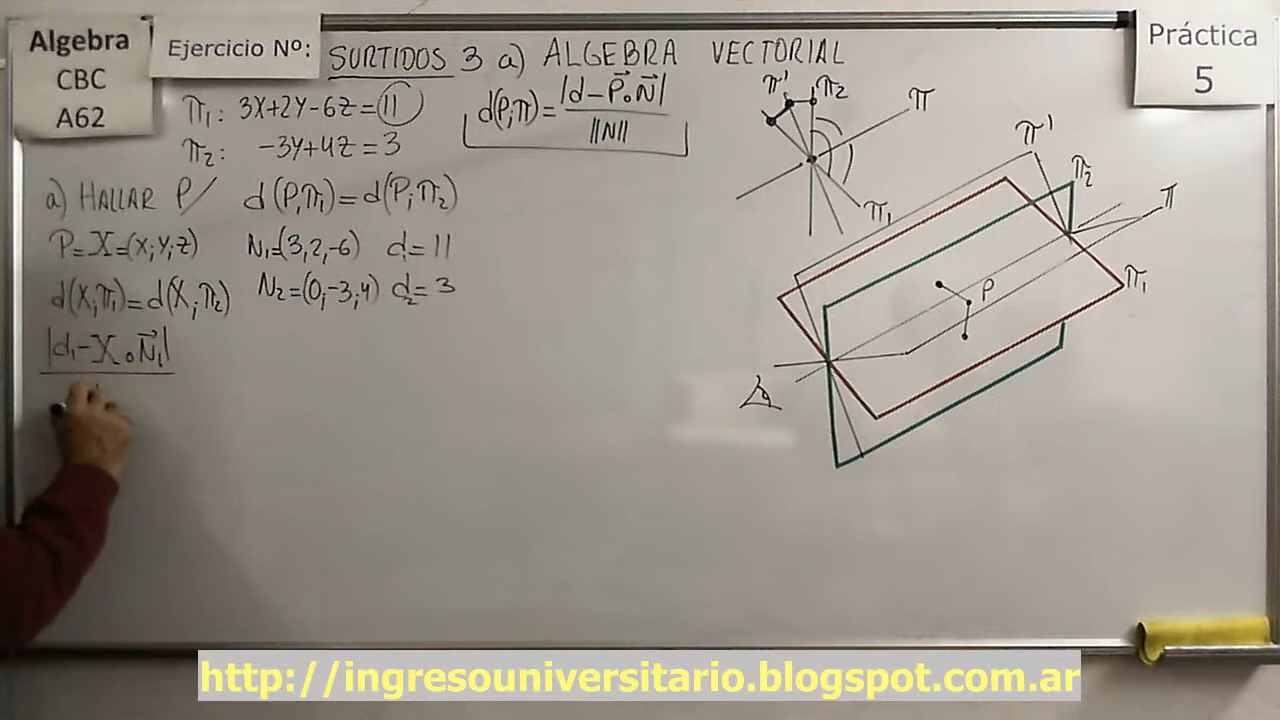 Algebra
CBC
A62
Ejercicio Nº:
SURTIDOS 3 a) ALGEBRA VECTORIAL
Práctica
5
π₁: 3X+2Y-6Z=11
π₂: -3Y+4Z=3
d(P;π)=|d-P⃗∘N⃗|/‖N‖
a) HALLAR P/ d(P,π₁)=d(P;π₂)
P=X=(x;y;z) N₁=(3,2,-6) d₁=11
d(X;π₁)=d(X;π₂) N₂=(0,-3,4) d₂=3
|d₁-X∘N⃗₁|
π'
π₂
π
π₁
π'
π₂
π
P
π₁
http://ingresouniversitario.blogspot.com.ar